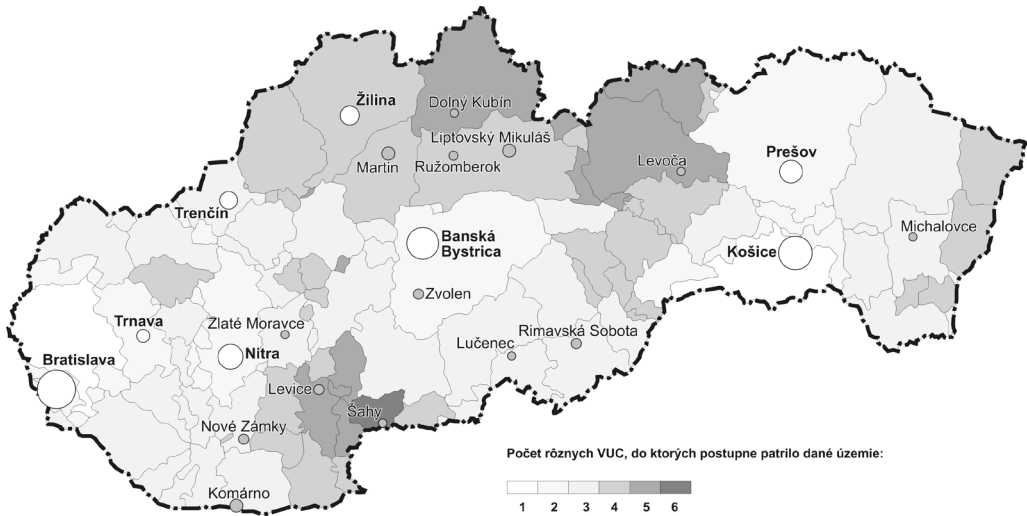 Žilina
Dolný Kubín
Liptovský Mikuláš
Martin
Ružomberok
Levoča
Prešov
Trenčín
Banská
Bystrica
Michalovce
Košice
Zvolen
Trnava
Zlaté Moravce
Rimavská Sobota
Lučenec
Bratislava
Nitra
Levice
Šahy
Nové Zámky
Komárno
Počet rôznych VUC, do ktorých postupne patrilo dané územie:
1 2 3 4 5 6